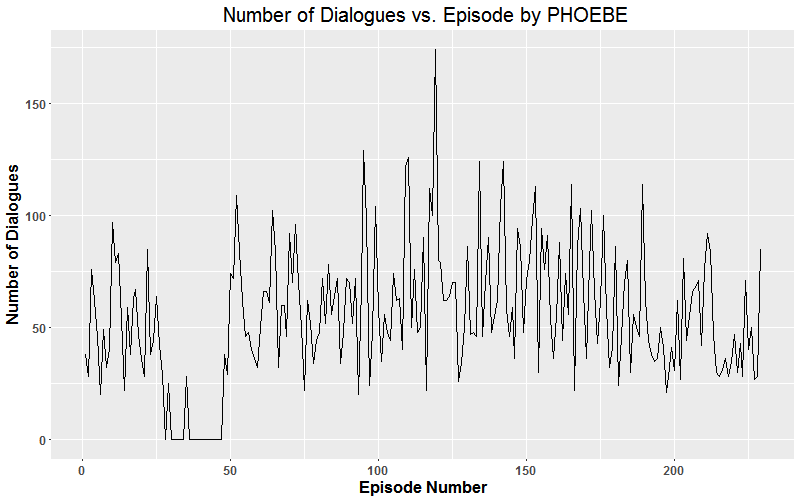 Number of Dialogues vs. Episode by PHOEBE
Number of Dialogues
150
100
50
0
0 50 100 150 200
Episode Number